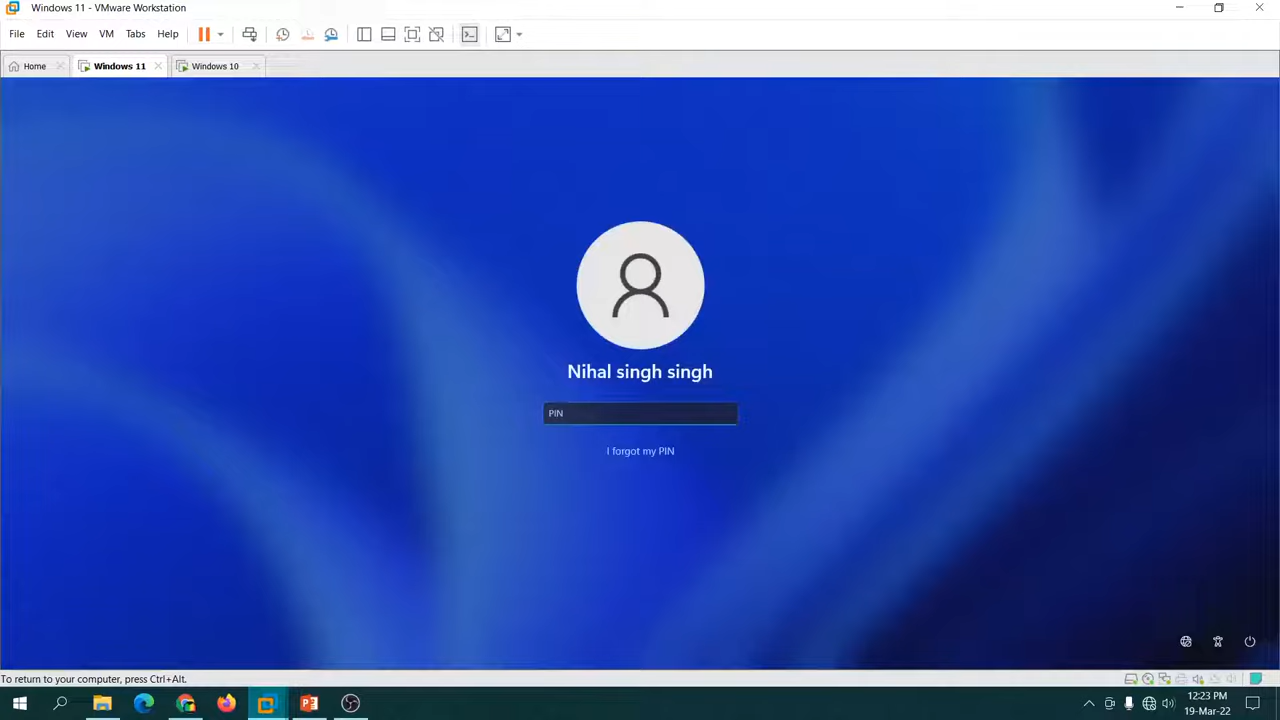 Windows 11 - VMware Workstation
File Edit View VM Tabs Help
Home Windows 11 Windows 10
Nihal singh singh
PIN
I forgot my PIN
To return to your computer, press Ctrl+Alt.
12:23 PM
19-Mar-22